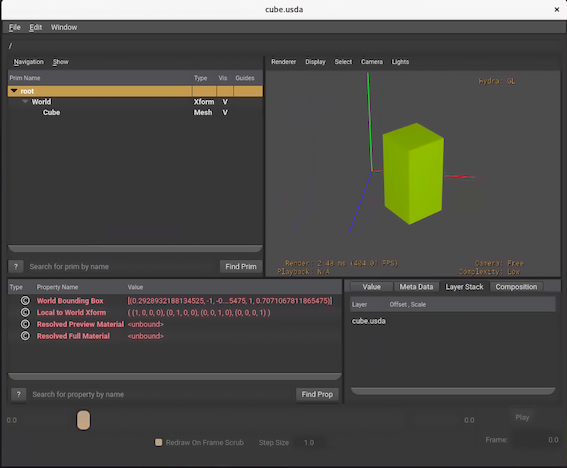 cube.usda
File Edit Window
/
Navigation Show
Prim Name Type Vis Guides
root
World Xform V
Cube Mesh V
? Search for prim by name Find Prim
Renderer Display Select Camera Lights
Hydra: GL
Render: 2.48 ms (404.01 FPS)
Playback: N/A
Camera: Free
Complexity: Low
Type Property Name Value
C World Bounding Box [(0.2928932188134525, -1, -0...5475, 1, 0.7071067811865475)]
C Local to World Xform ( (1, 0, 0, 0), (0, 1, 0, 0), (0, 0, 1, 0), (0, 0, 0, 1) )
C Resolved Preview Material <unbound>
C Resolved Full Material <unbound>
? Search for property by name Find Prop
Value Meta Data Layer Stack Composition
Layer Offset , Scale
cube.usda
0.0 0.0 Play
Redraw On Frame Scrub Step Size 1.0 Frame: 0.0